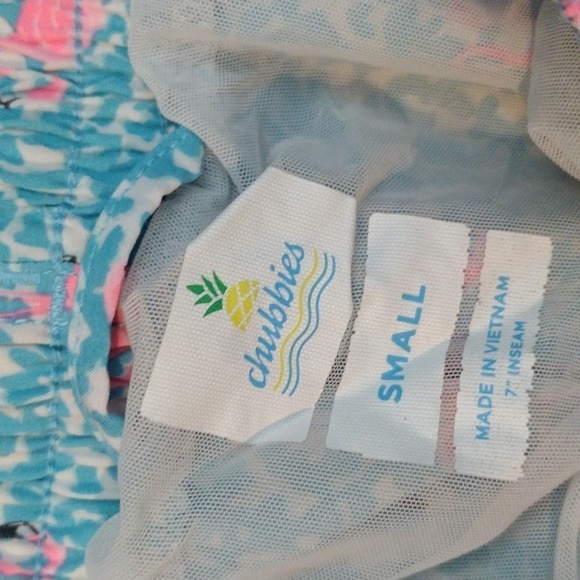 chubbies
SMALL
MADE IN VIETNAM
7" INSEAM